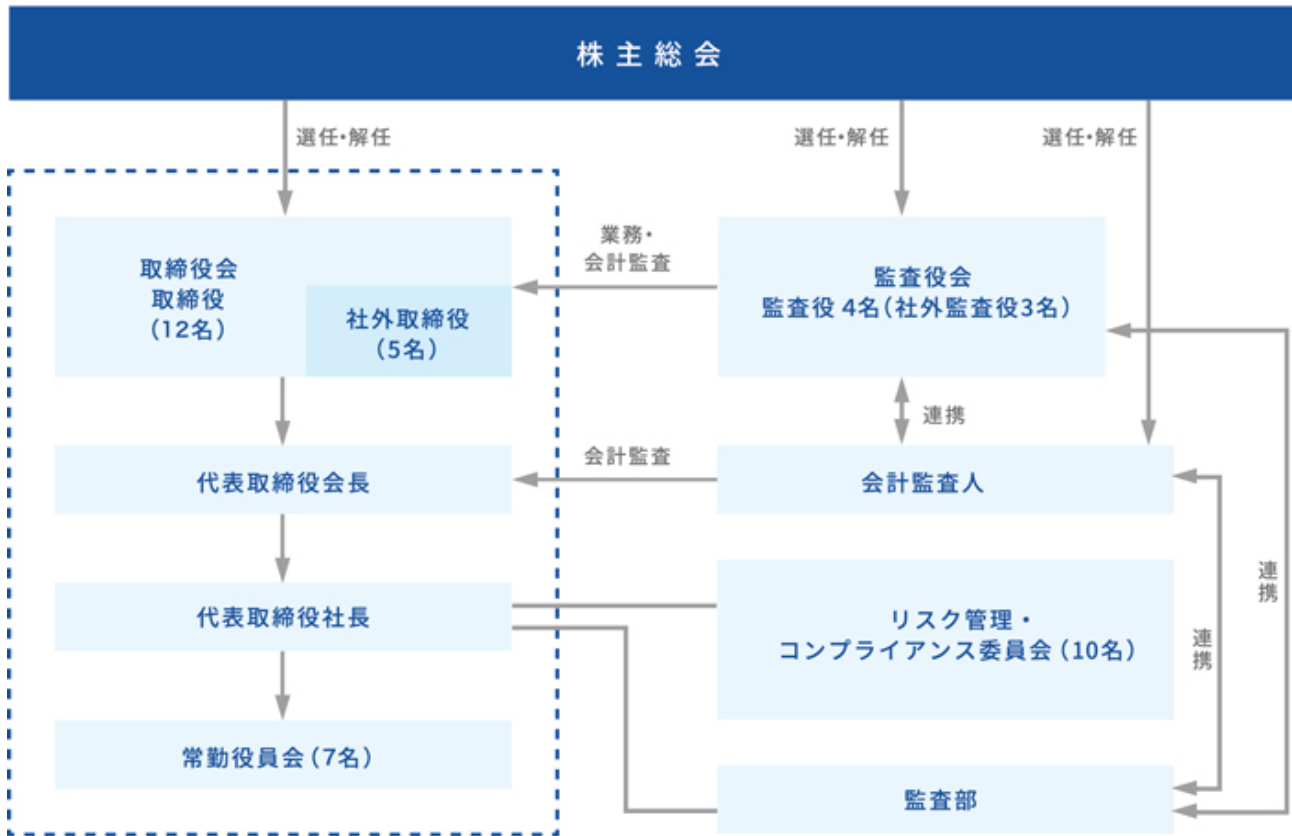 株主総会
選任・解任
選任・解任
選任・解任
取締役会
取締役
(12名)
社外取締役
(5名)
業務・
会計監査
監査役会
監査役 4名(社外監査役3名)
連携
代表取締役会長
会計監査
会計監査人
代表取締役社長
リスク管理・
コンプライアンス委員会(10名)
連携
連携
常勤役員会(7名)
監査部